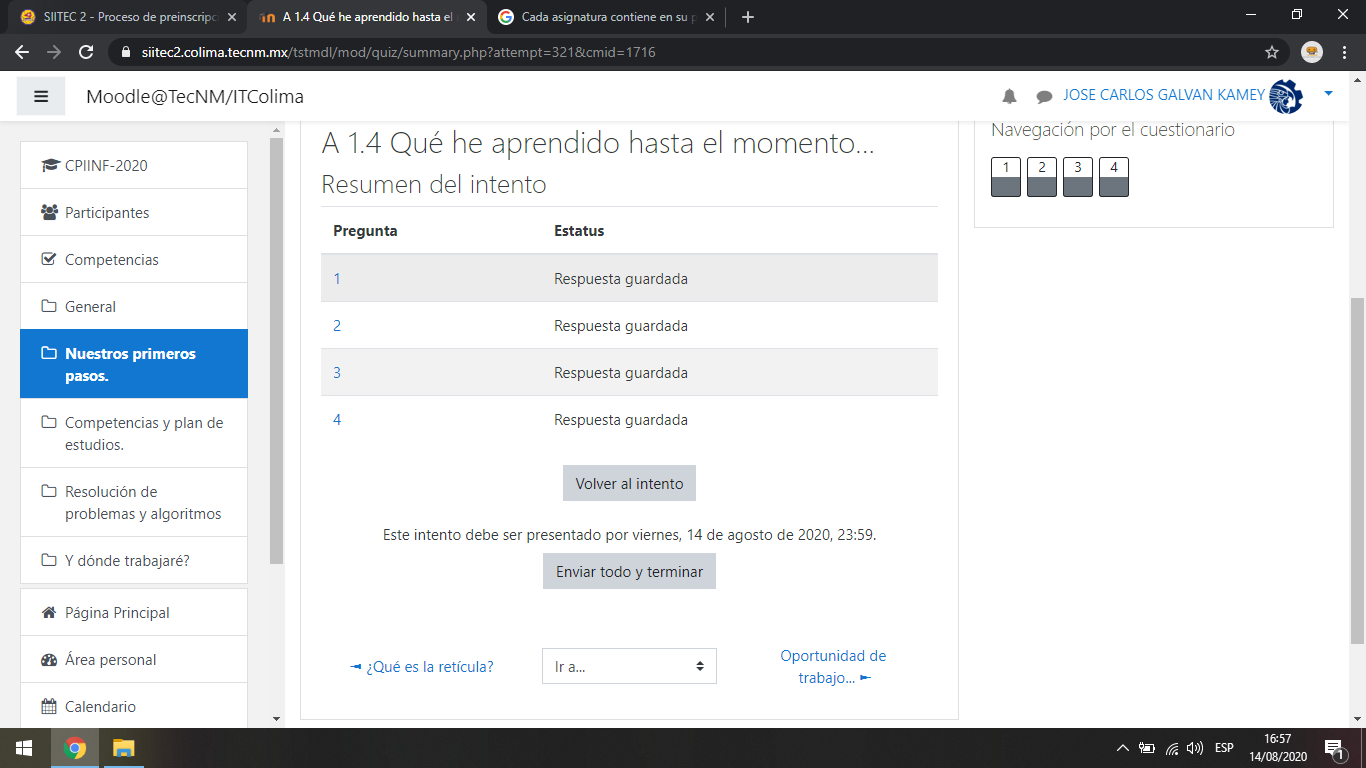 SIITEC 2 - Proceso de preinscripc
A 1.4 Qué he aprendido hasta el
Cada asignatura contiene en su p
siitec2.colima.tecnm.mx/tstmdl/mod/quiz/summary.php?attempt=321&cmid=1716
Moodle@TecNM/ITColima
JOSE CARLOS GALVAN KAMEY
CPIINF-2020
Participantes
Competencias
General
Nuestros primeros
pasos.
Competencias y plan de
estudios.
Resolución de
problemas y algoritmos
Y dónde trabajaré?
Página Principal
Área personal
Calendario
A 1.4 Qué he aprendido hasta el momento...
Resumen del intento
Pregunta Estatus
1 Respuesta guardada
2 Respuesta guardada
3 Respuesta guardada
4 Respuesta guardada
Volver al intento
Este intento debe ser presentado por viernes, 14 de agosto de 2020, 23:59.
Enviar todo y terminar
◄ ¿Qué es la retícula?
Ir a...
Oportunidad de
trabajo... ►
Navegación por el cuestionario
1 2 3 4
ESP
16:57
14/08/2020
1